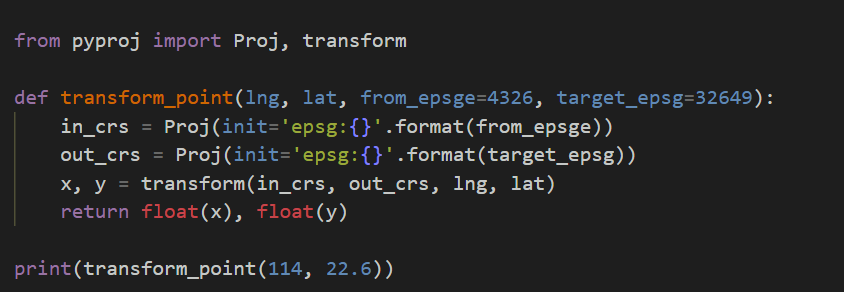 from pyproj import Proj, transform
def transform_point(lng, lat, from_epsge=4326, target_epsg=32649):
    in_crs = Proj(init='epsg:{}'.format(from_epsge))
    out_crs = Proj(init='epsg:{}'.format(target_epsg))
    x, y = transform(in_crs, out_crs, lng, lat)
    return float(x), float(y)
print(transform_point(114, 22.6))